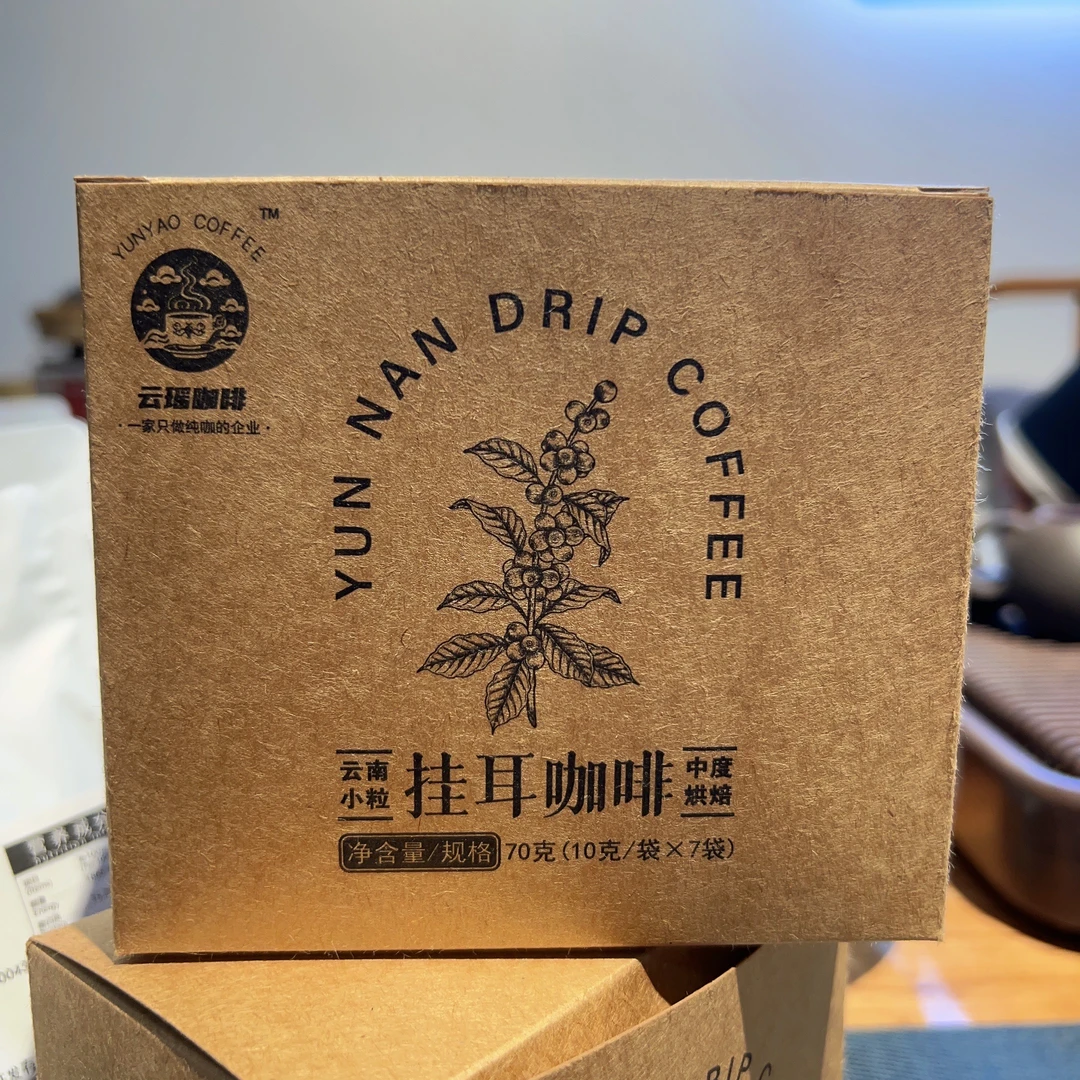 YUNYAO COFFEE
TM
云瑶咖啡
·一家只做纯咖的企业·
YUN NAN DRIP COFFEE
云南
小粒
挂耳咖啡
中度
烘焙
净含量/规格 70克(10克/袋×7袋)